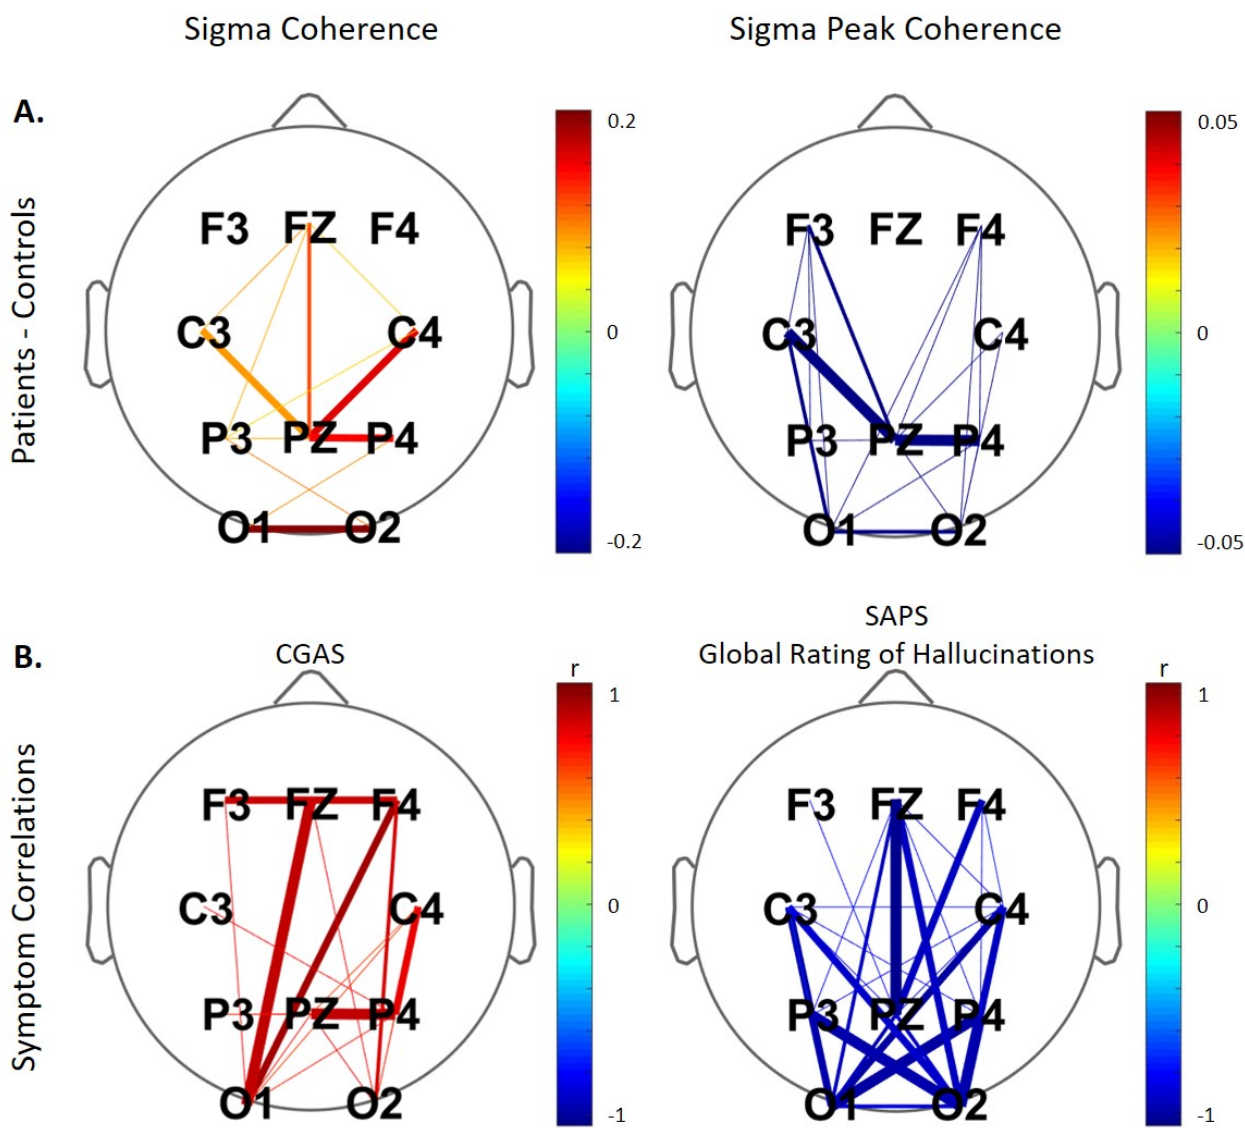 Sigma Coherence
Sigma Peak Coherence
A.
Patients - Controls
F3 FZ F4
C3 C4
P3 PZ P4
O1 O2
0.2
0
-0.2
F3 FZ F4
C3 C4
P3 PZ P4
O1 O2
0.05
0
-0.05
B.
Symptom Correlations
CGAS
r
F3 FZ F4
C3 C4
P3 PZ P4
O1 O2
1
0
-1
SAPS
Global Rating of Hallucinations
r
F3 FZ F4
C3 C4
P3 PZ P4
O1 O2
1
0
-1